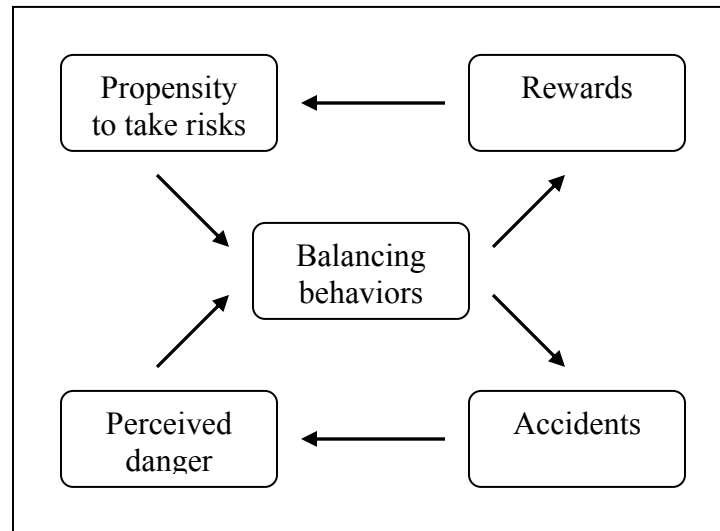 Propensity
to take risks
Rewards
Balancing
behaviors
Perceived
danger
Accidents